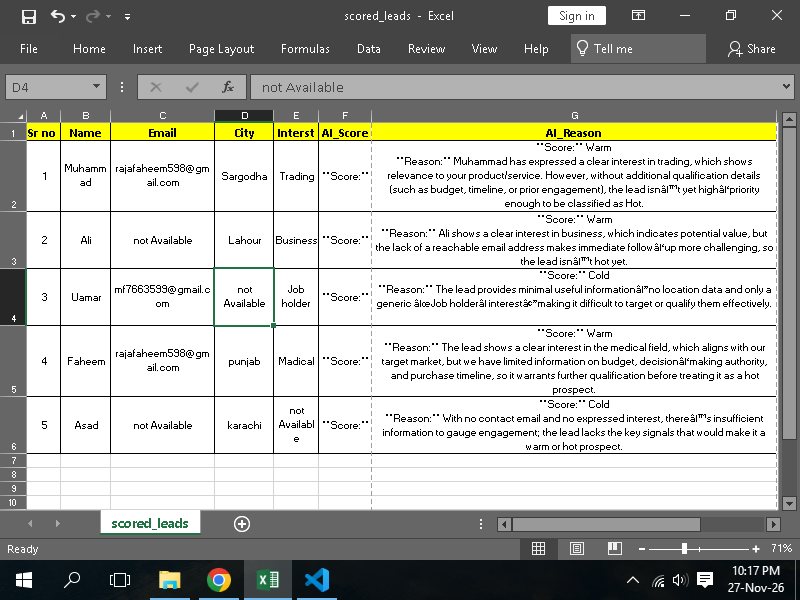 scored_leads - Excel
Sign in
File Home Insert Page Layout Formulas Data Review View Help Tell me Share
D4 fx not Available
A B C D E F G
1 Sr no Name Email City Interst AI_Score AI_Reason
2
1
Muhamm
ad
rajafaheem598@gm
ail.com
Sargodha
Trading
**Score:**
**Score:** Warm
**Reason:** Muhammad has expressed a clear interest in trading, which shows
relevance to your product/service. However, without additional qualification details
(such as budget, timeline, or prior engagement), the lead isnâ€™t yet highâ€‘priority
enough to be classified as Hot.
3
2
Ali
not Available
Lahour
Business
**Score:**
**Score:** Warm
**Reason:** Ali shows a clear interest in business, which indicates potential value, but
the lack of a reachable email address makes immediate followâ€‘up more challenging, so
the lead isnâ€™t hot yet.
4
3
Uamar
mf7663599@gmail.c
om
not
Available
Job
holder
**Score:**
**Score:** Cold
**Reason:** The lead provides minimal useful informationâ€”no location data and only a
generic â€œJob holderâ€ interestâ€”making it difficult to target or qualify them effectively.
5
4
Faheem
rajafaheem598@gm
ail.com
punjab
Madical
**Score:**
**Score:** Warm
**Reason:** The lead shows a clear interest in the medical field, which aligns with our
target market, but we have limited information on budget, decisionâ€‘making authority,
and purchase timeline, so it warrants further qualification before treating it as a hot
prospect.
6
5
Asad
not Available
karachi
not
Availabl
e
**Score:**
**Score:** Cold
**Reason:** With no contact email and no expressed interest, thereâ€™s insufficient
information to gauge engagement; the lead lacks the key signals that would make it a
warm or hot prospect.
7
8
9
10
scored_leads
Ready
71%
10:17 PM
27-Nov-26